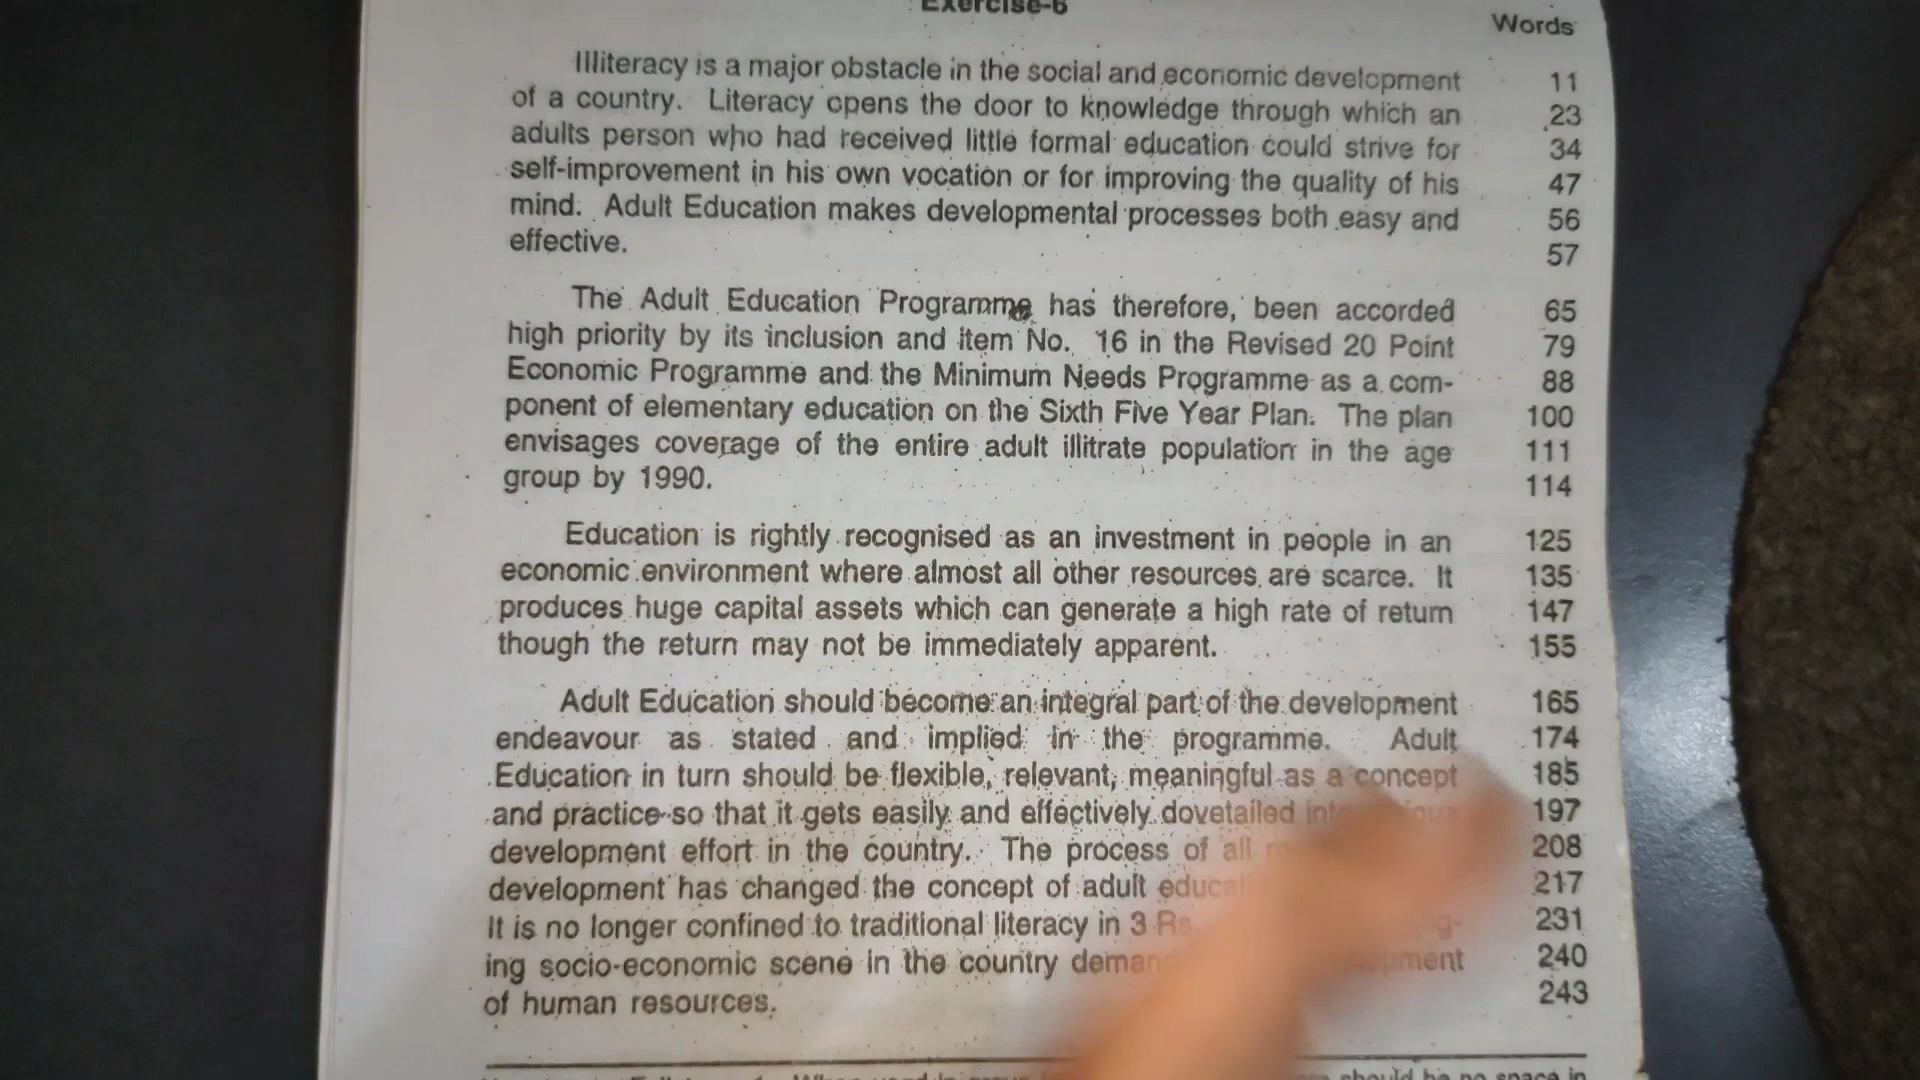 Exercise-6
Words
Illiteracy is a major obstacle in the social and economic development 11
of a country. Literacy opens the door to knowledge through which an 23
adults person who had received little formal education could strive for 34
self-improvement in his own vocation or for improving the quality of his 47
mind. Adult Education makes developmental processes both easy and 56
effective. 57
The Adult Education Programme has therefore, been accorded 65
high priority by its inclusion and item No. 16 in the Revised 20 Point 79
Economic Programme and the Minimum Needs Programme as a com- 88
ponent of elementary education on the Sixth Five Year Plan. The plan 100
envisages coverage of the entire adult illitrate population in the age 111
group by 1990. 114
Education is rightly recognised as an investment in people in an 125
economic environment where almost all other resources are scarce. It 135
produces huge capital assets which can generate a high rate of return 147
though the return may not be immediately apparent. 155
Adult Education should become an integral part of the development 165
endeavour as stated and implied in the programme. Adult 174
Education in turn should be flexible, relevant, meaningful as a concept 185
and practice so that it gets easily and effectively dovetailed 197
development effort in the country. The process of all 208
development has changed the concept of adult 217
It is no longer confined to traditional literacy in 3 Rs. 231
ing socio-economic scene in the country 240
of human resources. 243
should be no space in